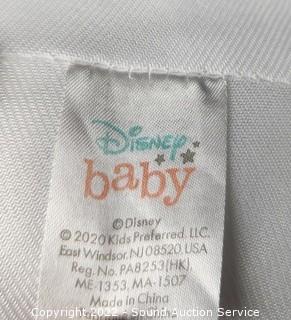 Disney
baby
© Disney
© 2020 Kids Preferred, LLC.
East Windsor, NJ 08520, USA
Reg. No. PA8253(HK),
ME-1353, MA-1507
Made in China
Copyright 2022 - Sound Auction Service